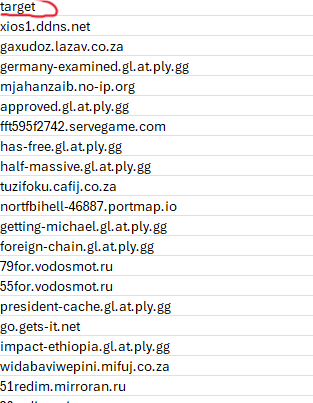 target
xios1.ddns.net
gaxudoz.lazav.co.za
germany-examined.gl.at.ply.gg
mjahanzaib.no-ip.org
approved.gl.at.ply.gg
fft595f2742.servegame.com
has-free.gl.at.ply.gg
half-massive.gl.at.ply.gg
tuzifoku.cafij.co.za
nortfbihell-46887.portmap.io
getting-michael.gl.at.ply.gg
foreign-chain.gl.at.ply.gg
79for.vodosmot.ru
55for.vodosmot.ru
president-cache.gl.at.ply.gg
go.gets-it.net
impact-ethiopia.gl.at.ply.gg
widabaviwepini.mifuj.co.za
51redim.mirroran.ru